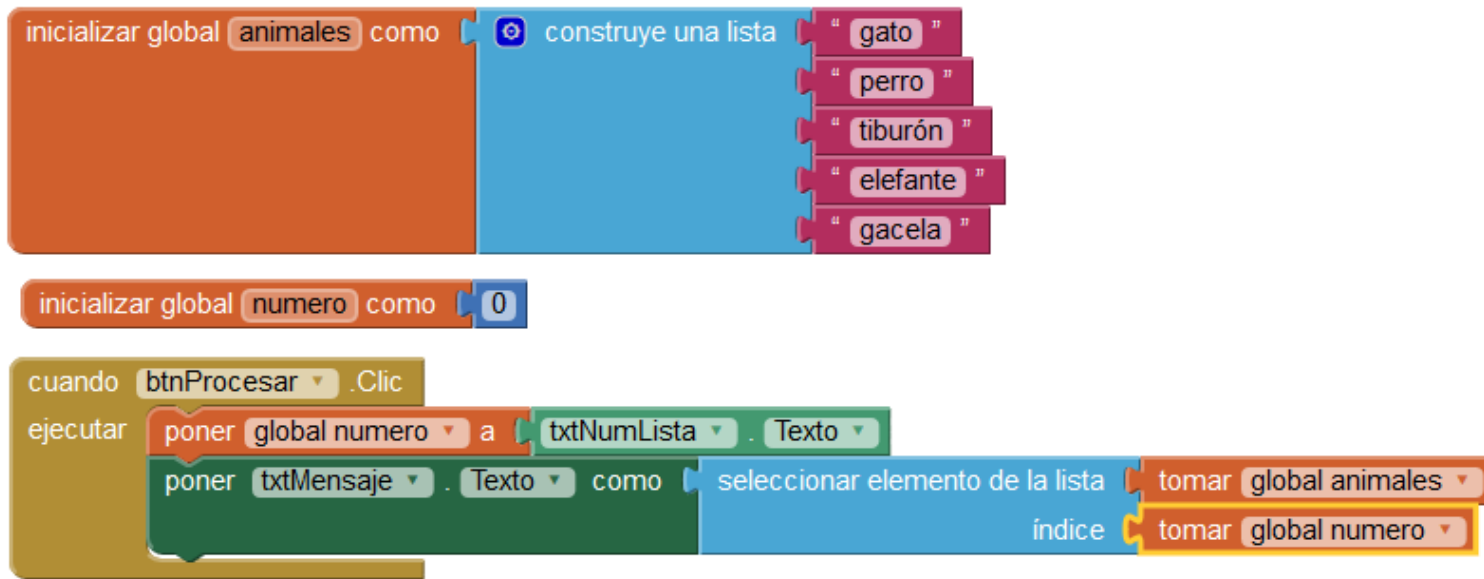 inicializar global animales como construye una lista “ gato ”
“ perro ”
“ tiburón ”
“ elefante ”
“ gacela ”
inicializar global numero como 0
cuando btnProcesar .Clic
ejecutar poner global numero a txtNumLista . Texto
poner txtMensaje . Texto como seleccionar elemento de la lista tomar global animales
índice tomar global numero